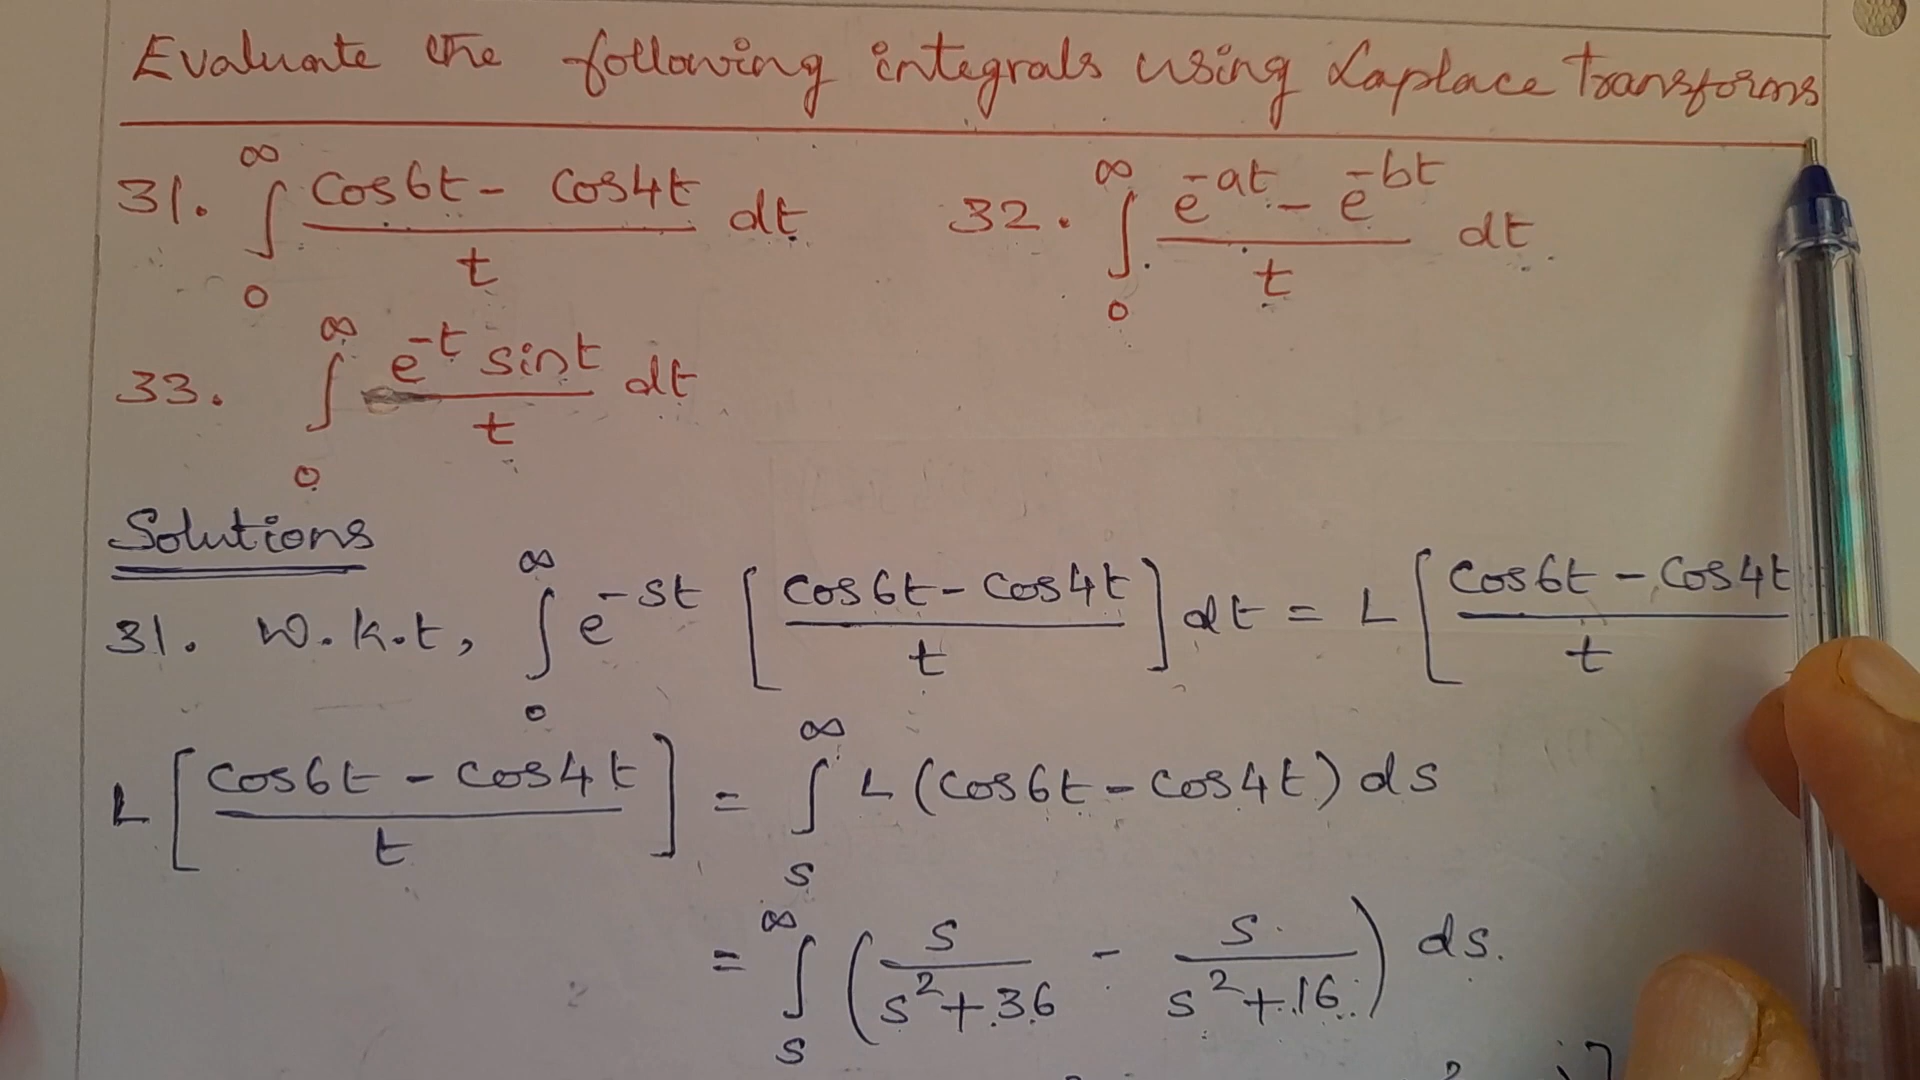 Evaluate the following integrals using Laplace Transforms
31. ∫₀^∞ (cos6t - cos4t)/t dt 32. ∫₀^∞ (e^-at - e^-bt)/t dt
33. ∫₀^∞ (e^-t sint)/t dt
Solutions
31. W.k.t, ∫₀^∞ e^-st [(cos6t - cos4t)/t] dt = L [(cos6t - cos4t)/t
L [(cos6t - cos4t)/t] = ∫ₛ^∞ L (cos6t - cos4t) ds
= ∫ₛ^∞ (s/(s²+36) - s/(s²+16)) ds.